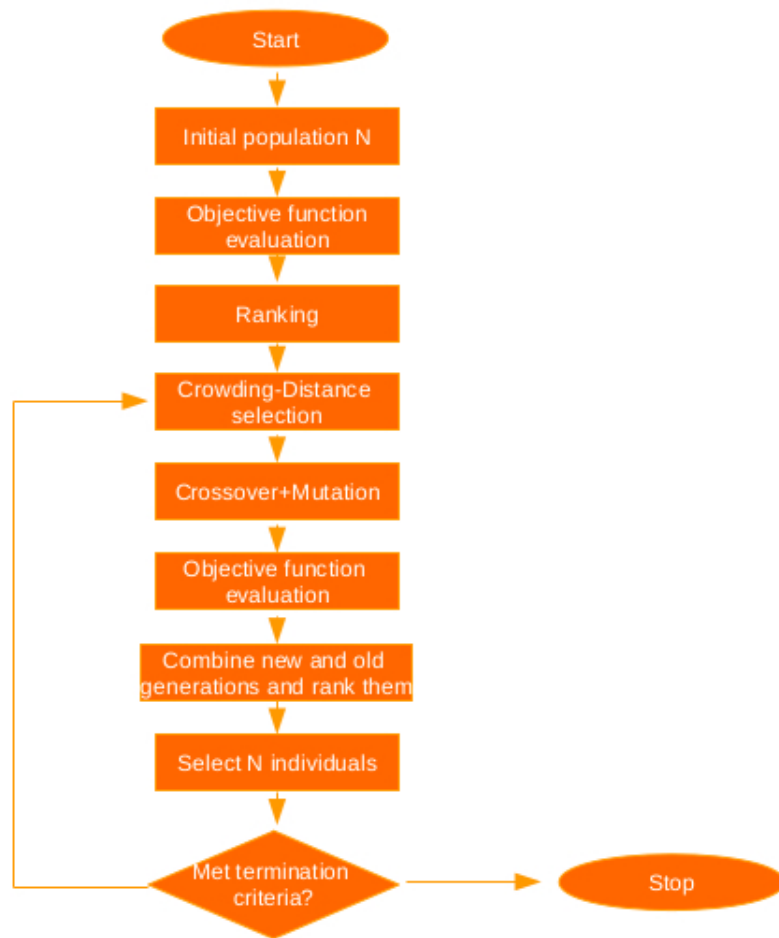 Start
Initial population N
Objective function
evaluation
Ranking
Crowding-Distance
selection
Crossover+Mutation
Objective function
evaluation
Combine new and old
generations and rank them
Select N individuals
Met termination
criteria?
Stop